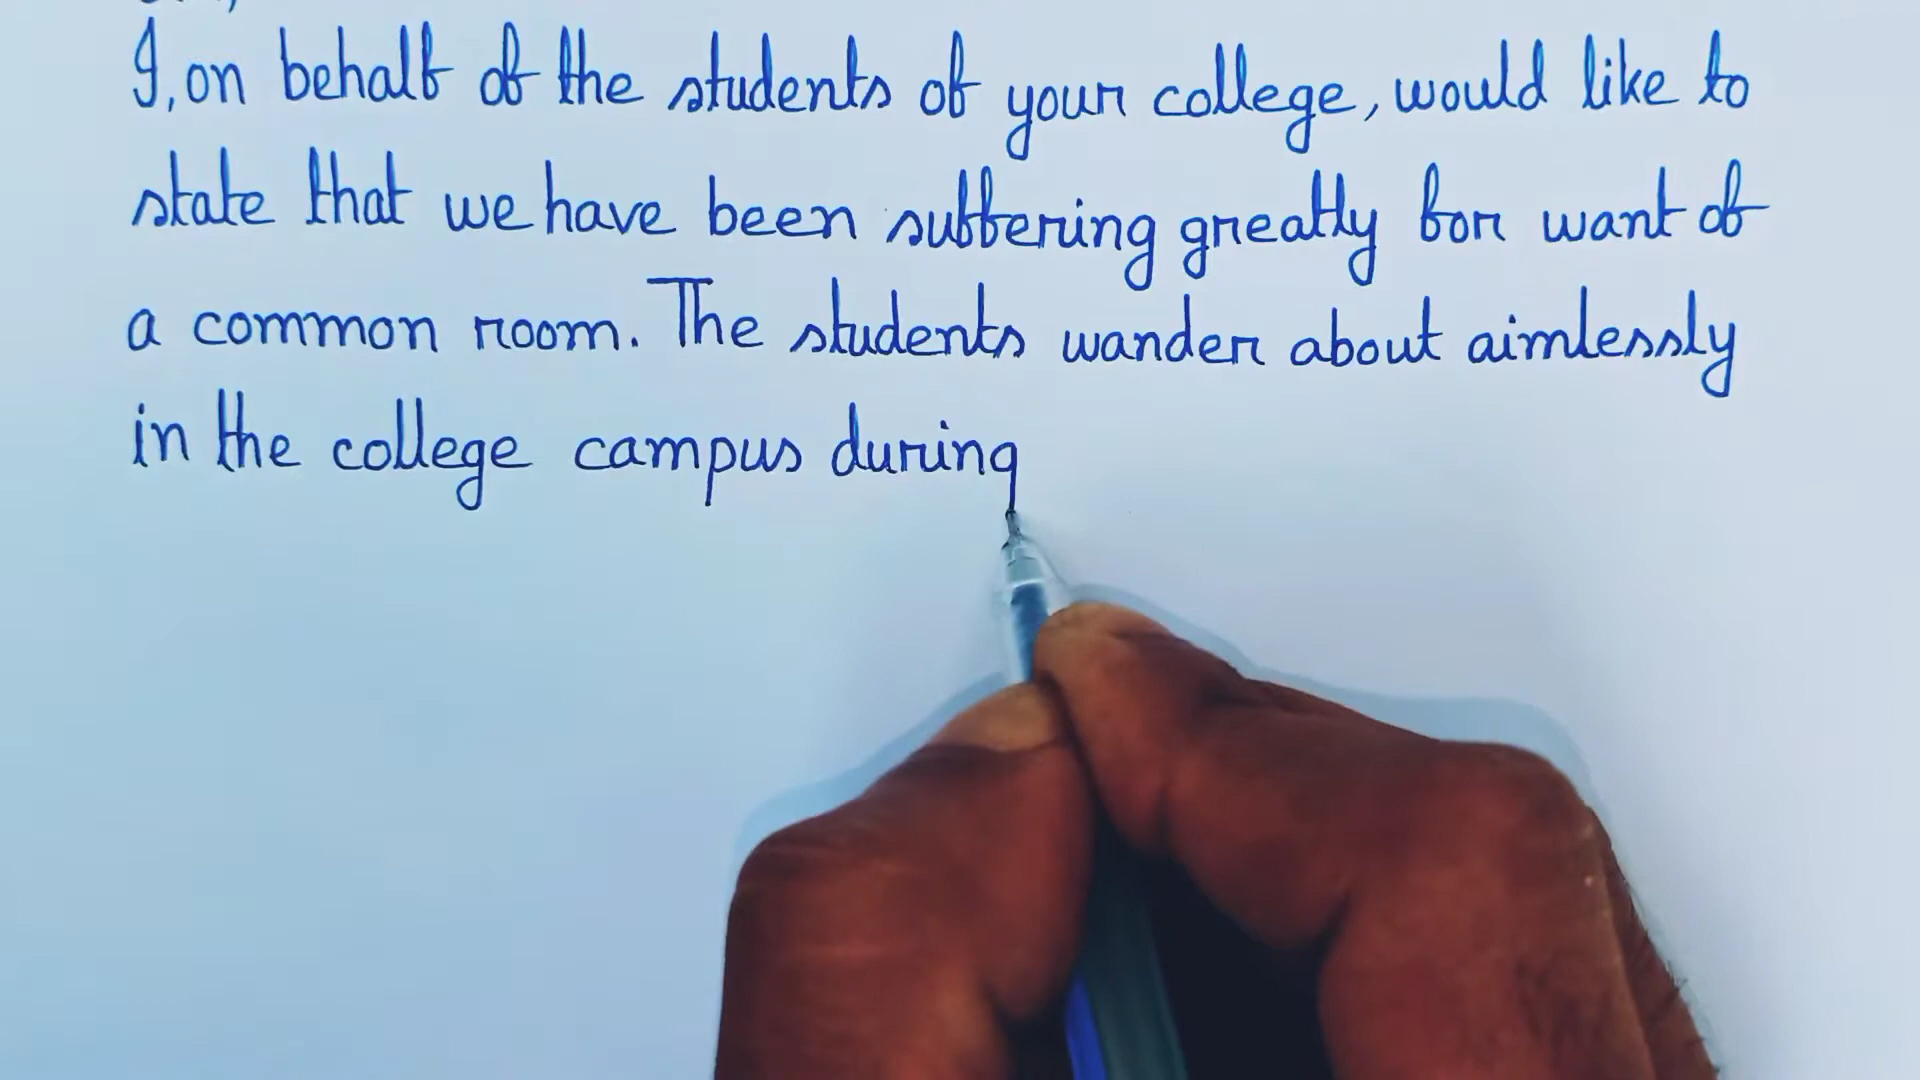 I, on behalf of the students of your college, would like to
state that we have been suffering greatly for want of
a common room. The students wander about aimlessly
in the college campus during